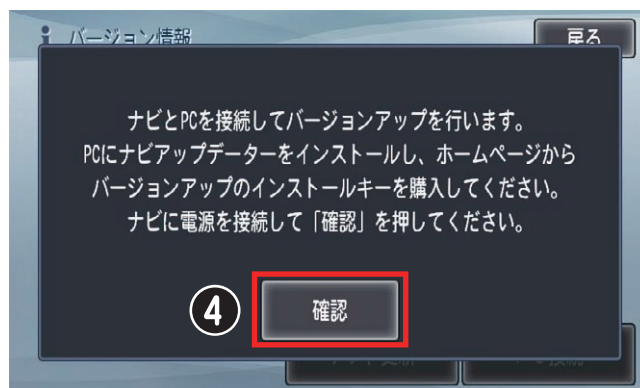 バージョン情報
戻る
ナビとPCを接続してバージョンアップを行います。
PCにナビアップデーターをインストールし、ホームページから
バージョンアップのインストールキーを購入してください。
ナビに電源を接続して「確認」を押してください。
④
確認